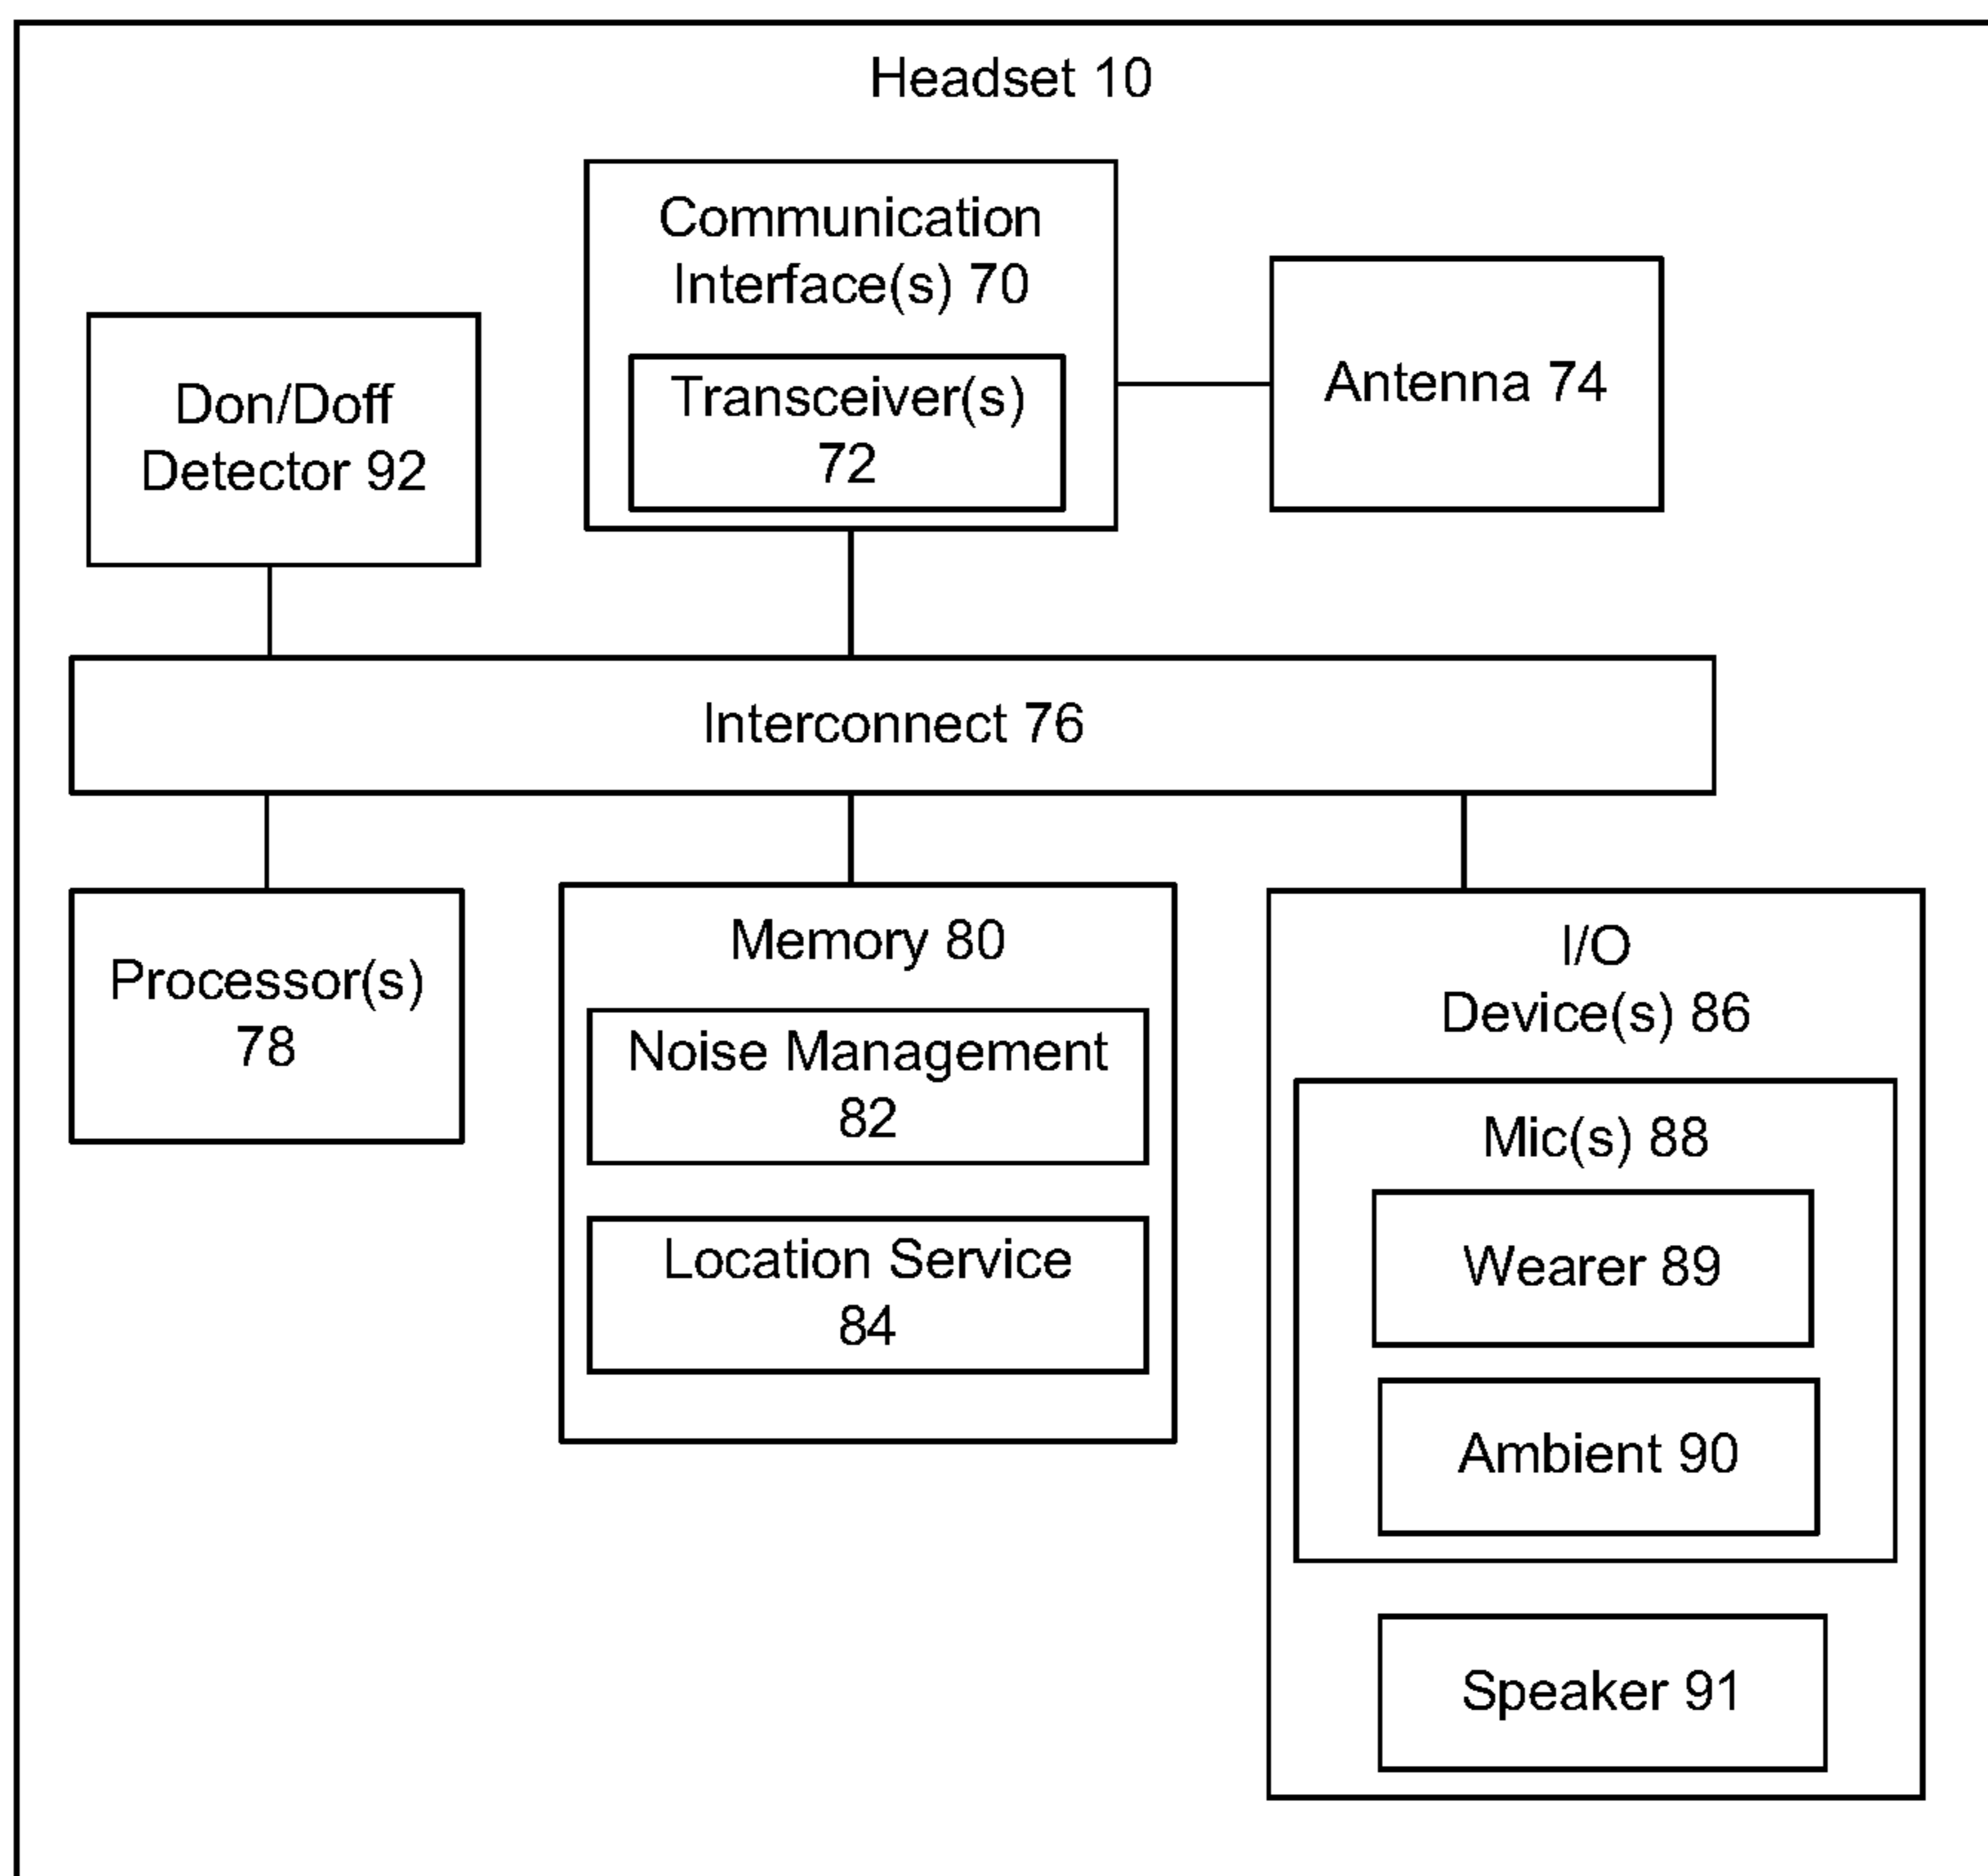 Headset 10
Communication
Interface(s) 70
Transceiver(s)
72
Antenna 74
Don/Doff
Detector 92
Interconnect 76
Processor(s)
78
Memory 80
Noise Management
82
Location Service
84
I/O
Device(s) 86
Mic(s) 88
Wearer 89
Ambient 90
Speaker 91